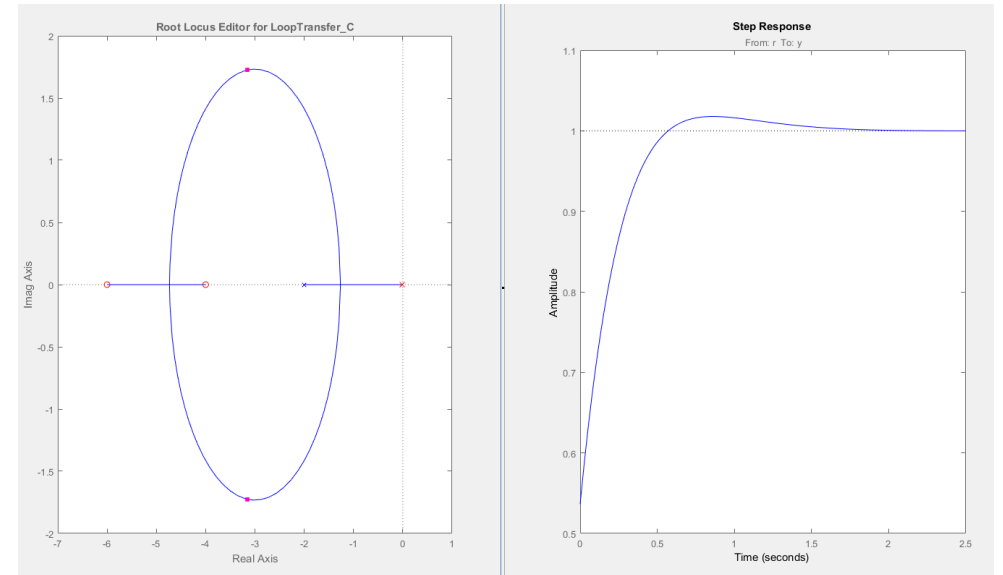 Root Locus Editor for LoopTransfer_C
2
1.5
1
0.5
0
-0.5
-1
-1.5
-2
-7 -6 -5 -4 -3 -2 -1 0 1
Imag Axis
Real Axis
Step Response
From: r To: y
1.1
1
0.9
0.8
0.7
0.6
0.5
0 0.5 1 1.5 2 2.5
Amplitude
Time (seconds)